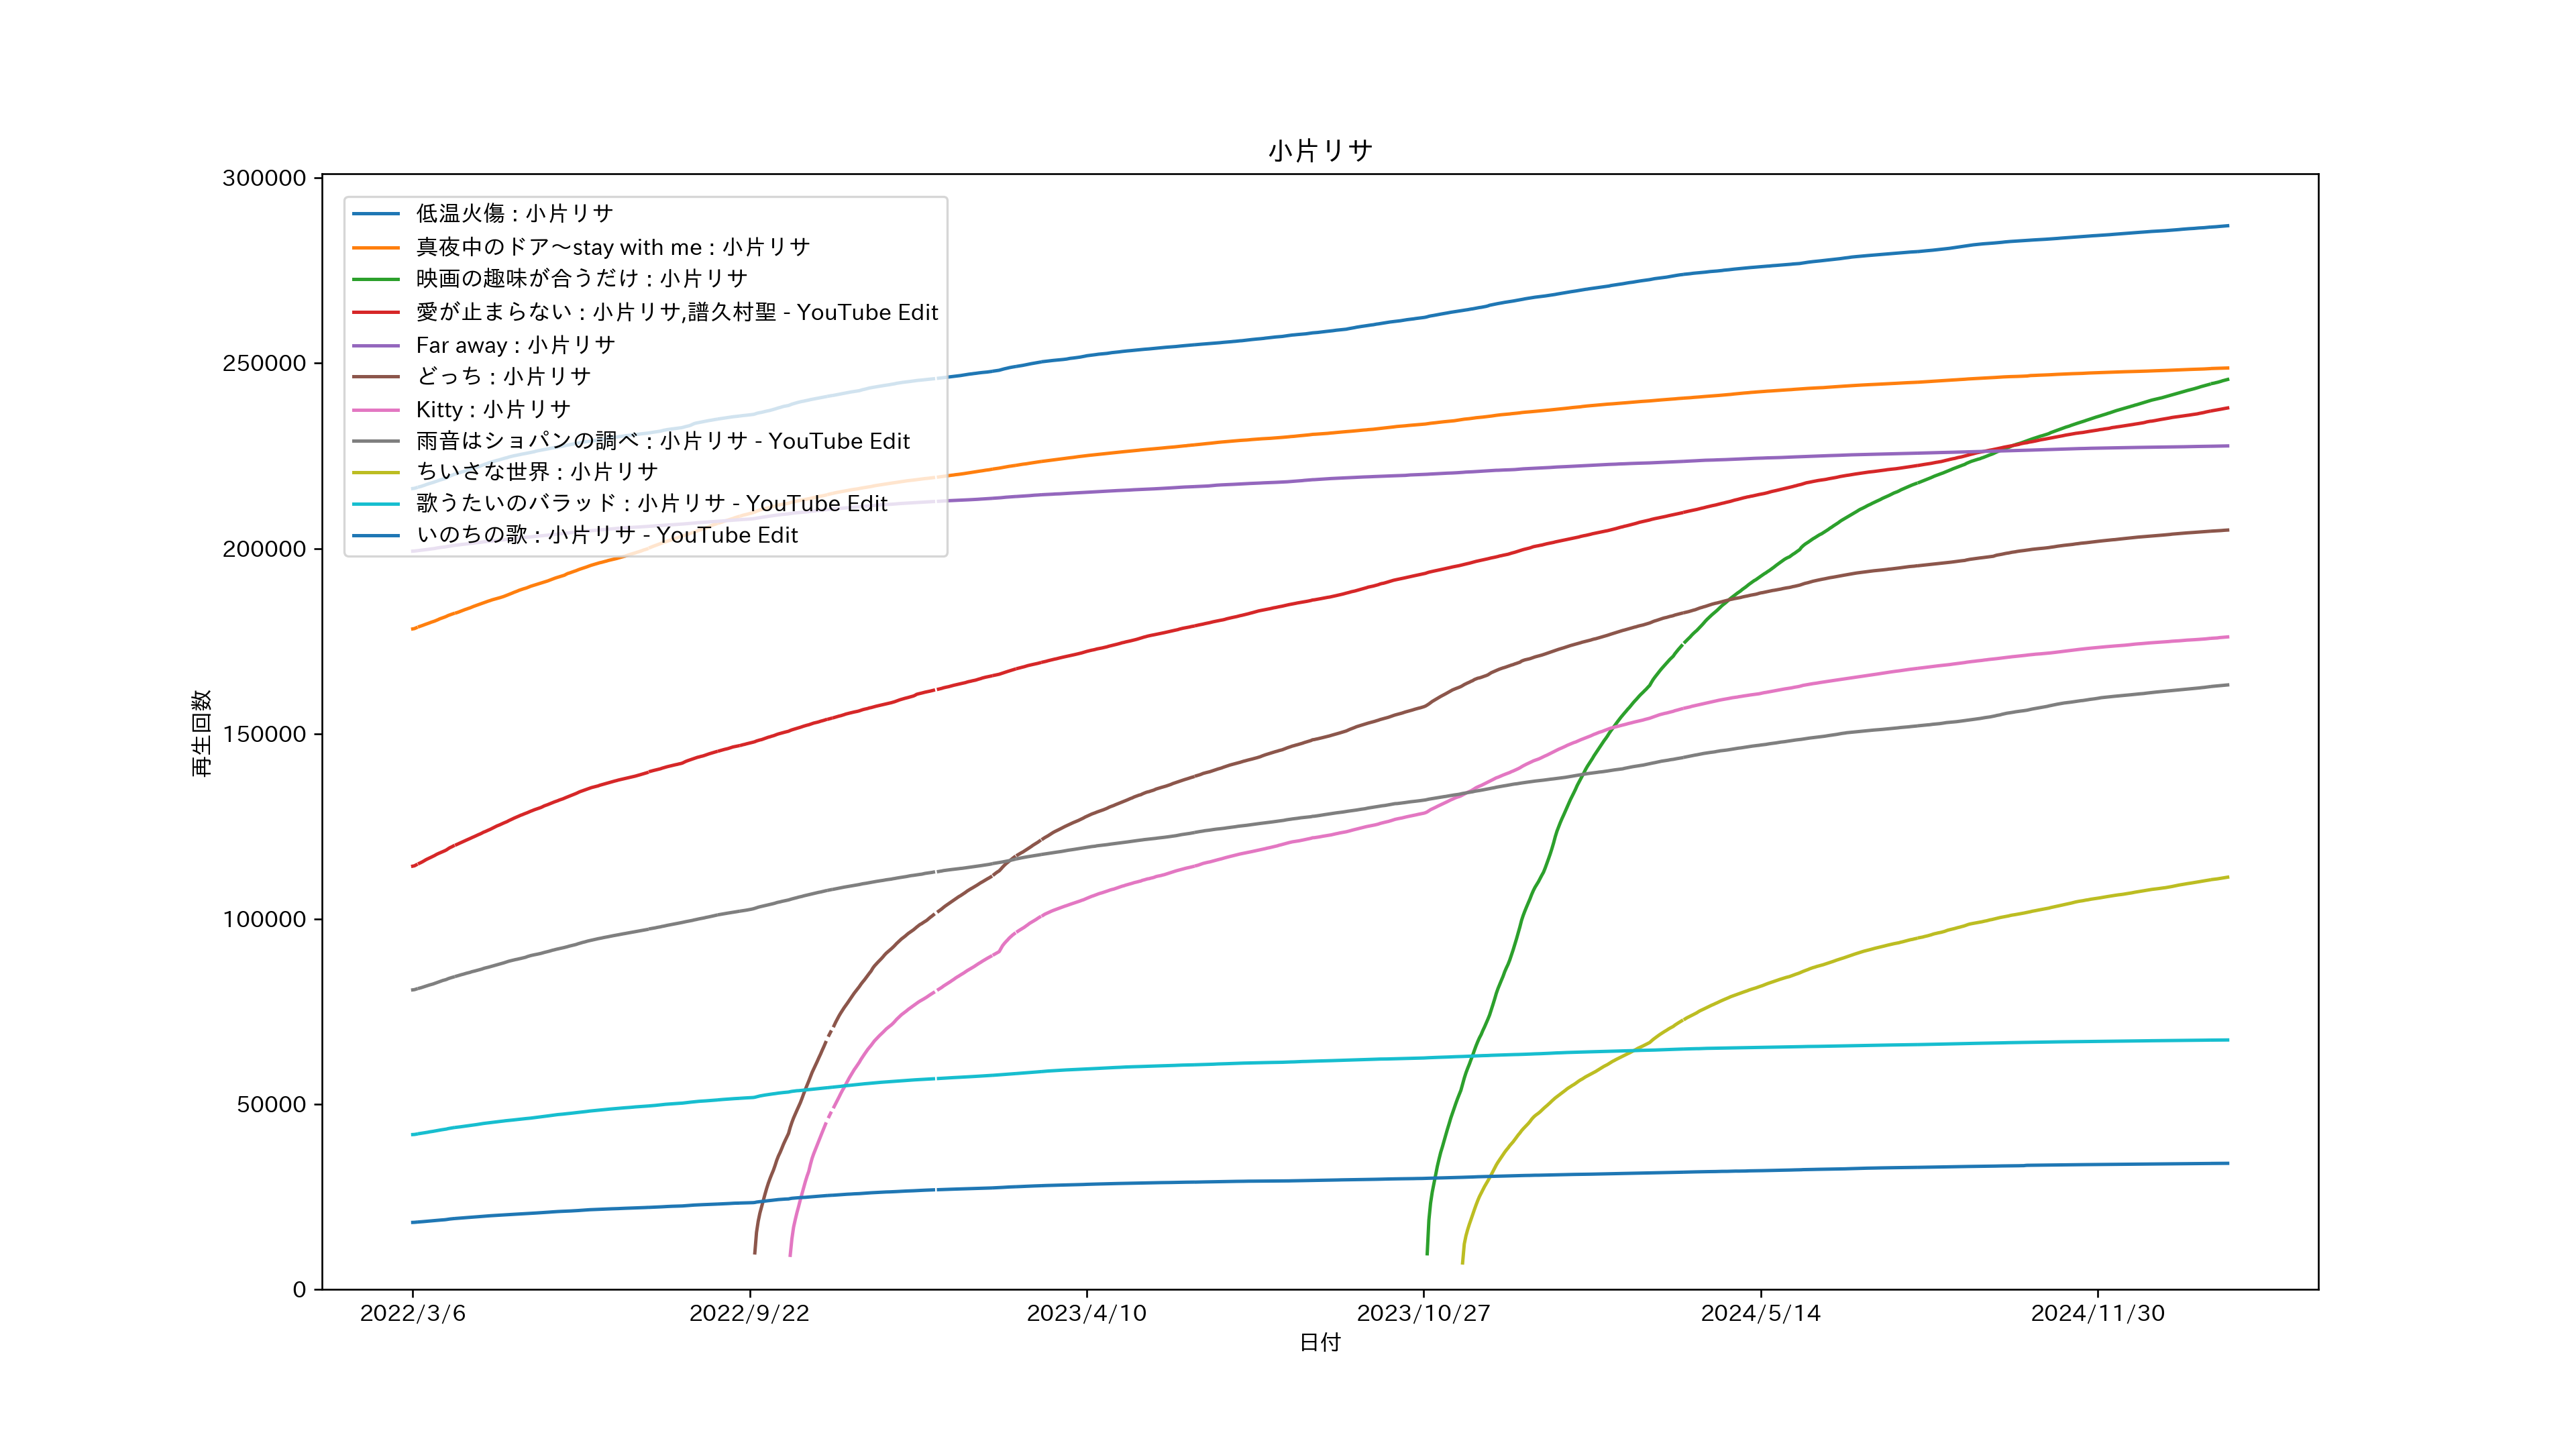 小片リサ
300000
250000
200000
150000
100000
50000
0
再生回数
低温火傷 : 小片リサ
真夜中のドア～stay with me : 小片リサ
映画の趣味が合うだけ : 小片リサ
愛が止まらない : 小片リサ,譜久村聖 - YouTube Edit
Far away : 小片リサ
どっち : 小片リサ
Kitty : 小片リサ
雨音はショパンの調べ : 小片リサ - YouTube Edit
ちいさな世界 : 小片リサ
歌うたいのバラッド : 小片リサ - YouTube Edit
いのちの歌 : 小片リサ - YouTube Edit
2022/3/6
2022/9/22
2023/4/10
2023/10/27
2024/5/14
2024/11/30
日付